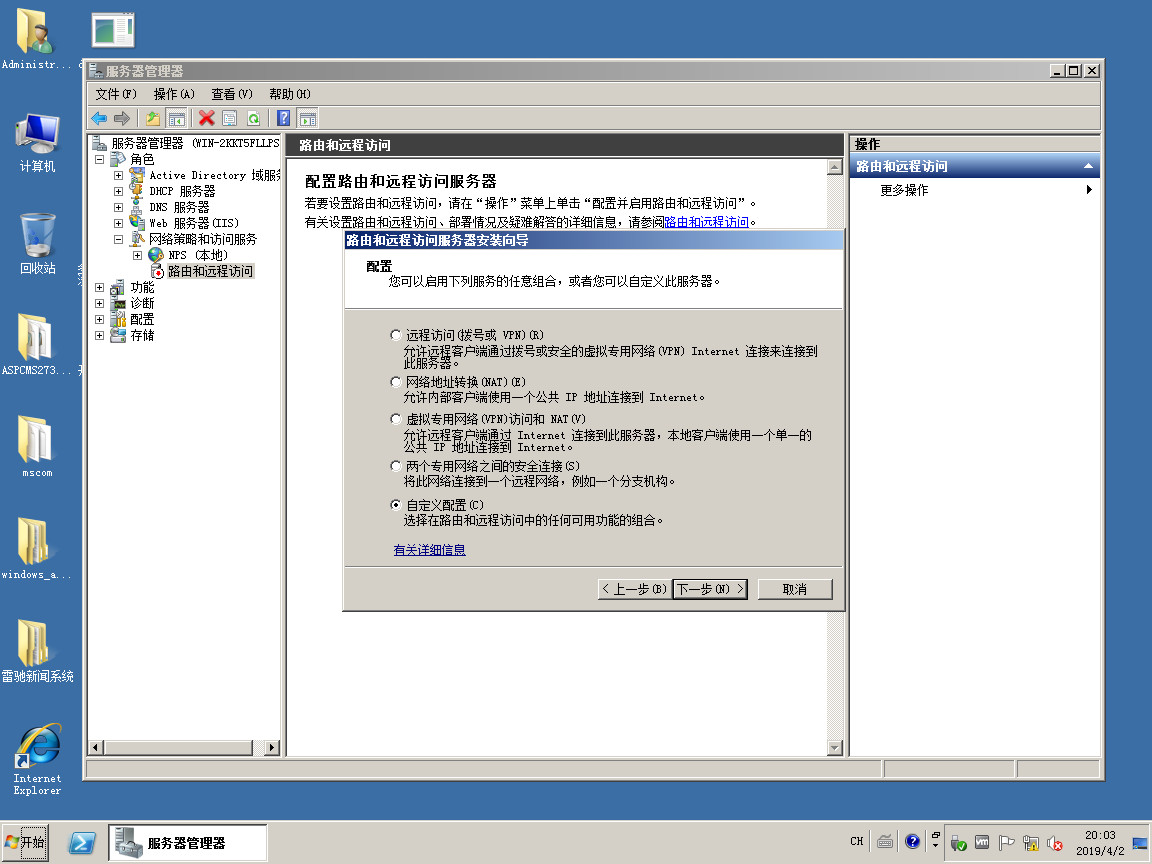 Administr...
计算机
回收站
ASPCMS273...
mscom
windows_a...
雷驰新闻系统
Internet
Explorer
服务器管理器
文件(F) 操作(A) 查看(V) 帮助(H)
服务器管理器 (WIN-2KKT5FLLPS
角色
Active Directory 域服务
DHCP 服务器
DNS 服务器
Web 服务器(IIS)
网络策略和访问服务
NPS (本地)
路由和远程访问
功能
诊断
配置
存储
路由和远程访问
配置路由和远程访问服务器
若要设置路由和远程访问，请在“操作”菜单上单击“配置并启用路由和远程访问”。
有关设置路由和远程访问、部署情况及疑难解答的详细信息，请参阅路由和远程访问。
路由和远程访问服务器安装向导
配置
您可以启用下列服务的任意组合，或者您可以自定义此服务器。
远程访问(拨号或 VPN)(R)
允许远程客户端通过拨号或安全的虚拟专用网络(VPN) Internet 连接来连接到
此服务器。
网络地址转换(NAT)(E)
允许内部客户端使用一个公共 IP 地址连接到 Internet。
虚拟专用网络(VPN)访问和 NAT(V)
允许远程客户端通过 Internet 连接到此服务器，本地客户端使用一个单一的
公共 IP 地址连接到 Internet。
两个专用网络之间的安全连接(S)
将此网络连接到一个远程网络，例如一个分支机构。
自定义配置(C)
选择在路由和远程访问中的任何可用功能的组合。
有关详细信息
< 上一步(B) 下一步(N) > 取消
操作
路由和远程访问
更多操作
开始
服务器管理器
CH
20:03
2019/4/2